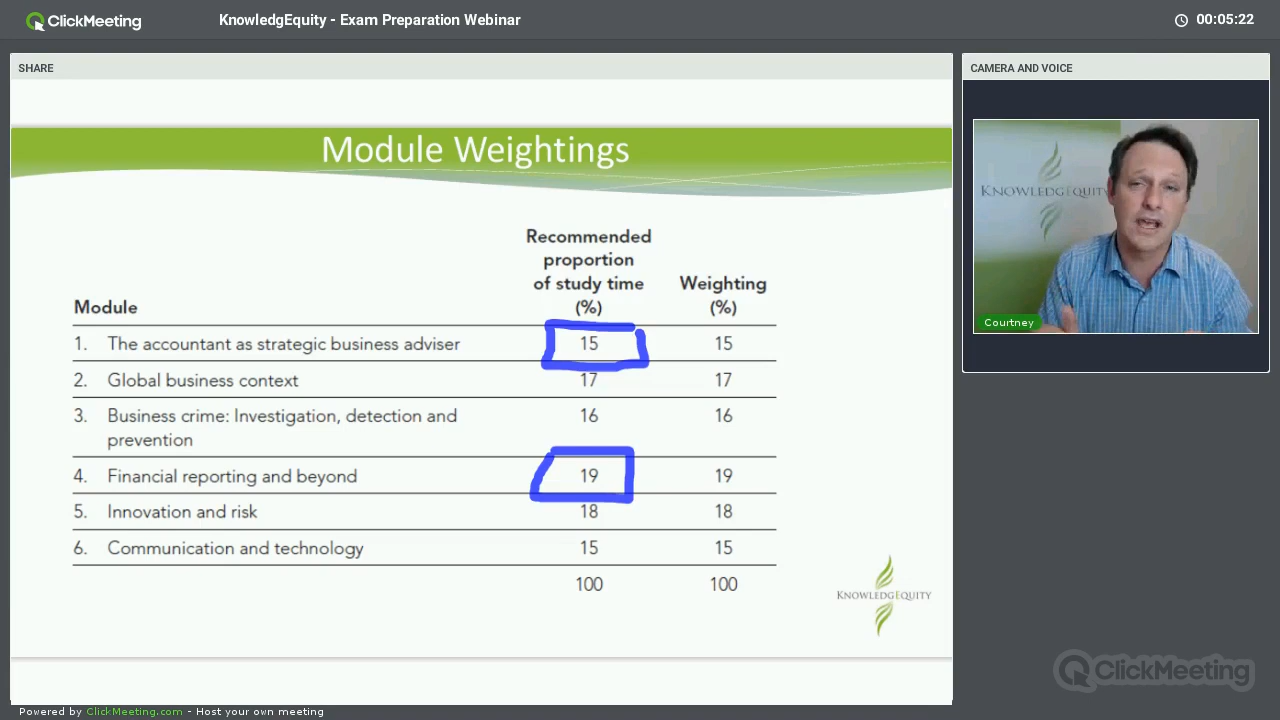 ClickMeeting
KnowledgEquity - Exam Preparation Webinar
00:05:22
SHARE
CAMERA AND VOICE
Module Weightings
Recommended
proportion
of study time
(%)
Weighting
(%)
Module
1. The accountant as strategic business adviser 15 15
2. Global business context 17 17
3. Business crime: Investigation, detection and 16 16
prevention
4. Financial reporting and beyond 19 19
5. Innovation and risk 18 18
6. Communication and technology 15 15
100 100
KNOWLEDGEQUITY
KNOWLEDGEQUITY
Courtney
ClickMeeting
Powered by ClickMeeting.com - Host your own meeting